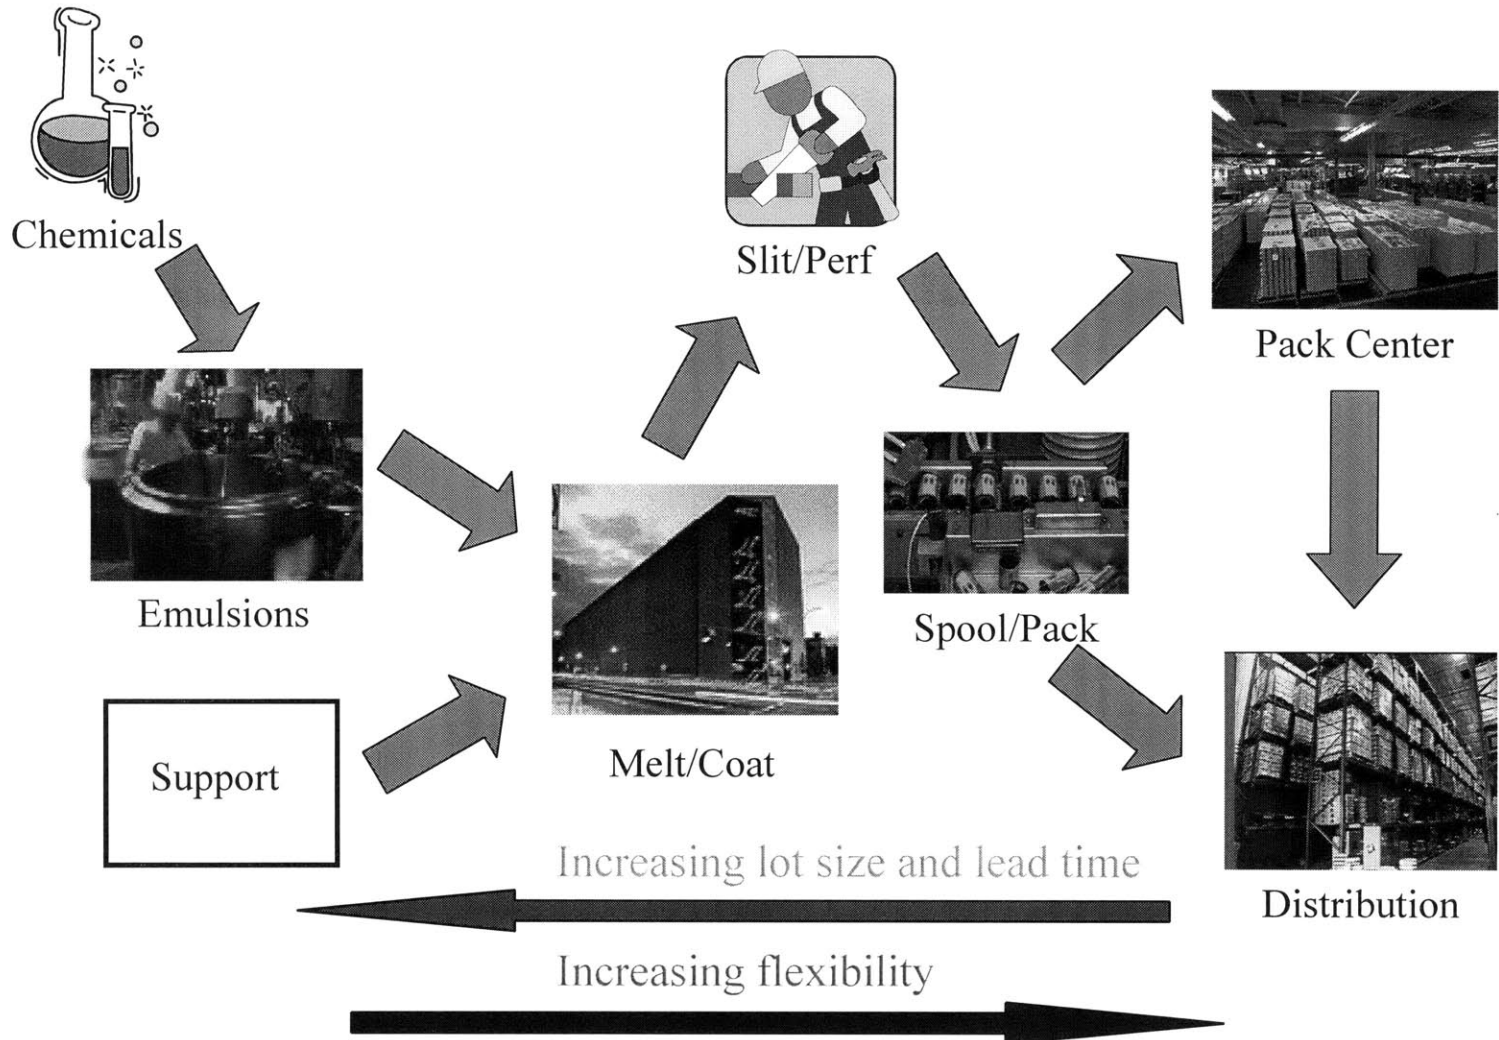 Chemicals
Slit/Perf
Pack Center
Emulsions
Spool/Pack
Support
Melt/Coat
Increasing lot size and lead time
Distribution
Increasing flexibility